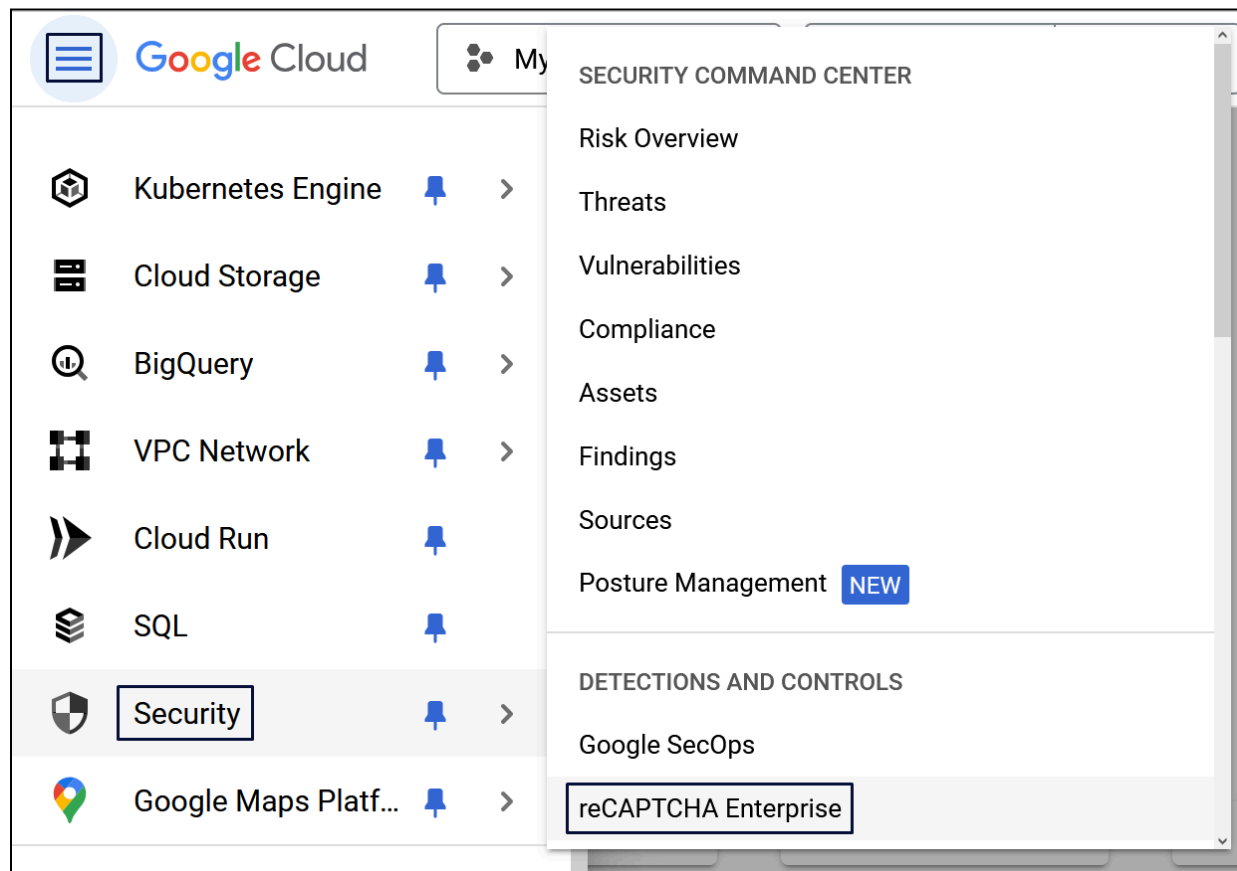 Google Cloud
My
Kubernetes Engine
Cloud Storage
BigQuery
VPC Network
Cloud Run
SQL
Security
Google Maps Platf...
SECURITY COMMAND CENTER
Risk Overview
Threats
Vulnerabilities
Compliance
Assets
Findings
Sources
Posture Management NEW
DETECTIONS AND CONTROLS
Google SecOps
reCAPTCHA Enterprise